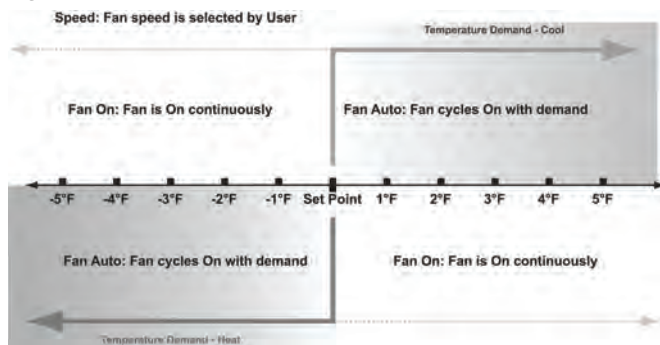 Speed: Fan speed is selected by User
Temperature Demand - Cool
Fan On: Fan is On continuously
Fan Auto: Fan cycles On with demand
-5°F -4°F -3°F -2°F -1°F Set Point 1°F 2°F 3°F 4°F 5°F
Fan Auto: Fan cycles On with demand
Fan On: Fan is On continuously
Temperature Demand - Heat